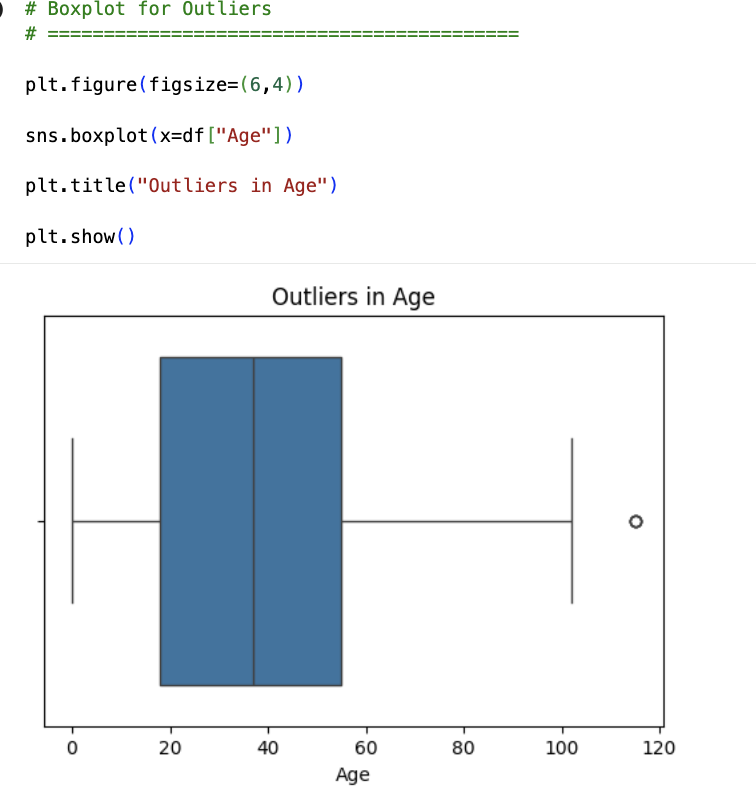 # Boxplot for Outliers
# ==========================================
plt.figure(figsize=(6,4))
sns.boxplot(x=df["Age"])
plt.title("Outliers in Age")
plt.show()
Outliers in Age
0 20 40 60 80 100 120
Age